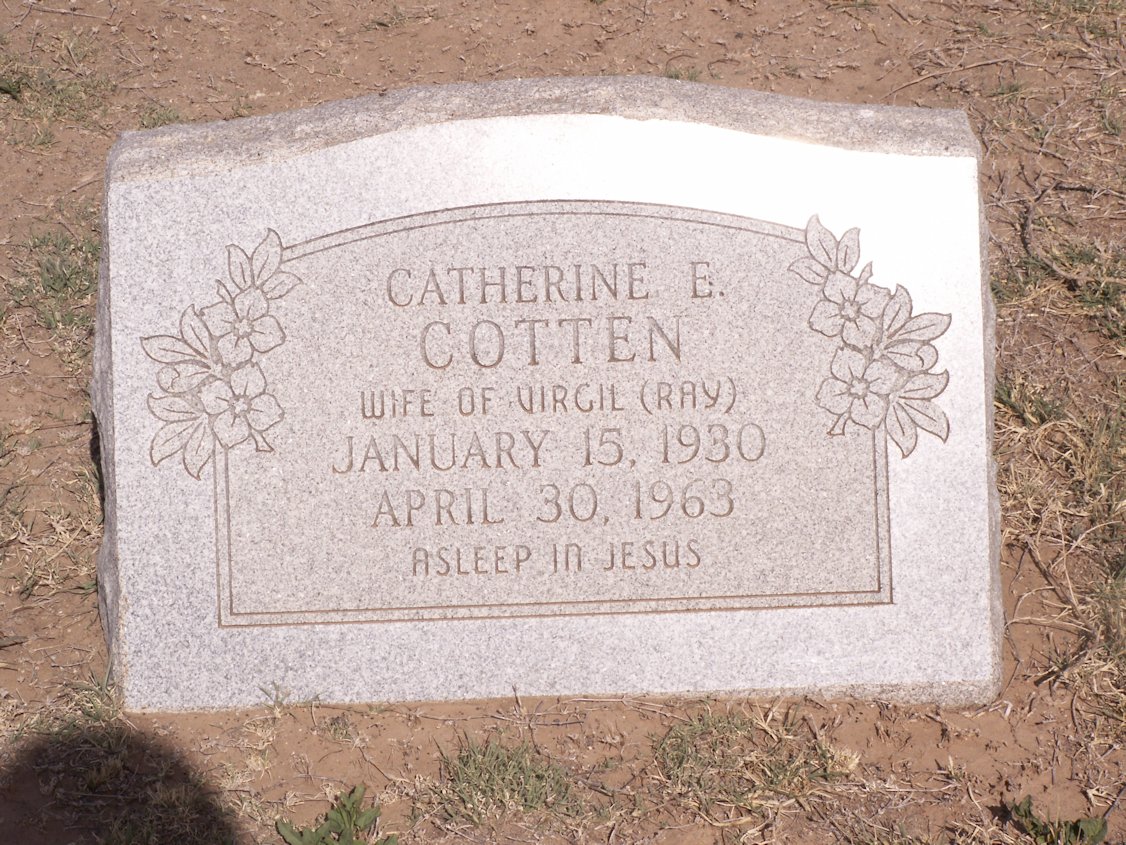 CATHERINE E.
COTTEN
WIFE OF VIRGIL (RAY)
JANUARY 15, 1930
APRIL 30, 1963
ASLEEP IN JESUS